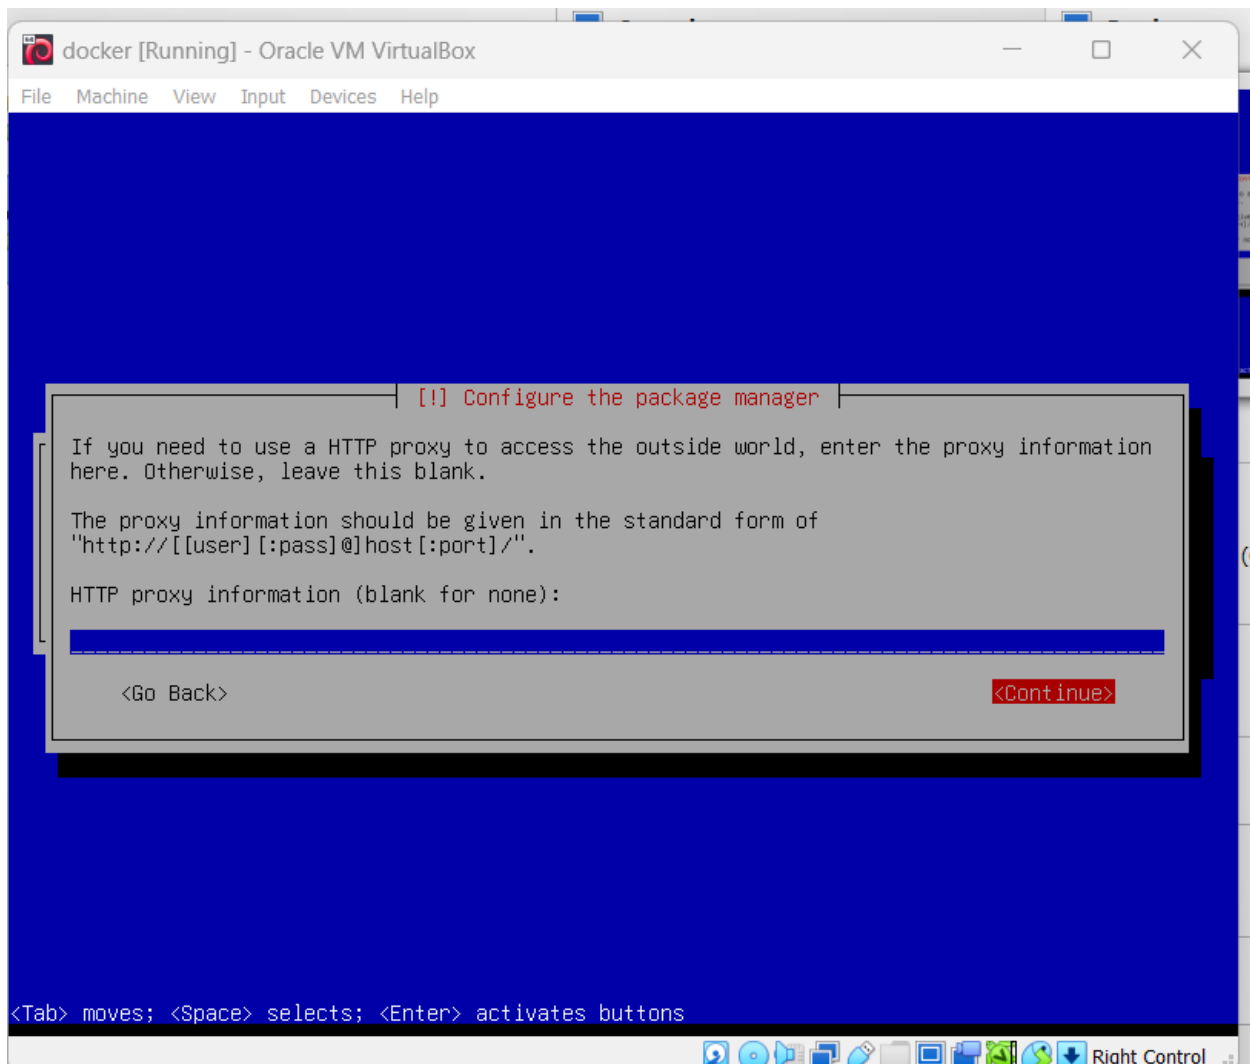 docker [Running] - Oracle VM VirtualBox
File Machine View Input Devices Help
[!] Configure the package manager
If you need to use a HTTP proxy to access the outside world, enter the proxy information
here. Otherwise, leave this blank.
The proxy information should be given in the standard form of
"http://[[user][:pass]@]host[:port]/".
HTTP proxy information (blank for none):
<Go Back> <Continue>
<Tab> moves; <Space> selects; <Enter> activates buttons
Right Control